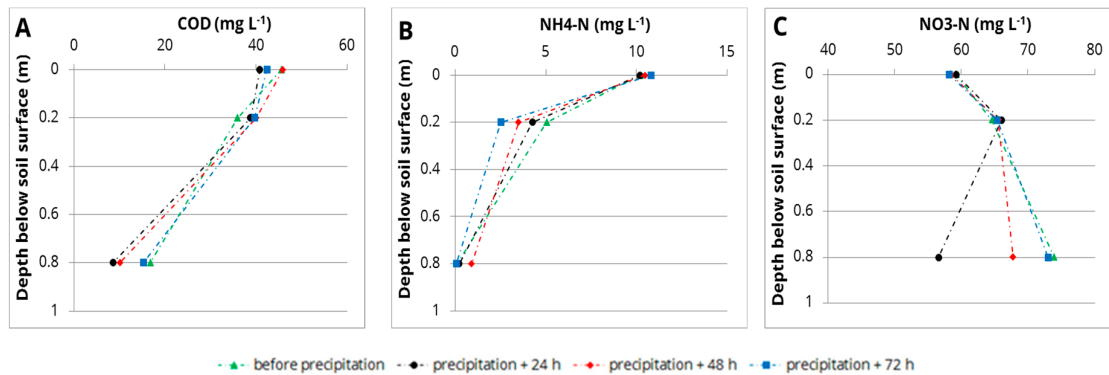 A
COD (mg L⁻¹)
0 20 40 60
0
0.2
0.4
0.6
0.8
1
Depth below soil surface (m)
B
NH4-N (mg L⁻¹)
0 5 10 15
0
0.2
0.4
0.6
0.8
1
Depth below soil surface (m)
C
NO3-N (mg L⁻¹)
40 50 60 70 80
0
0.2
0.4
0.6
0.8
1
Depth below soil surface (m)
before precipitation precipitation + 24 h precipitation + 48 h precipitation + 72 h